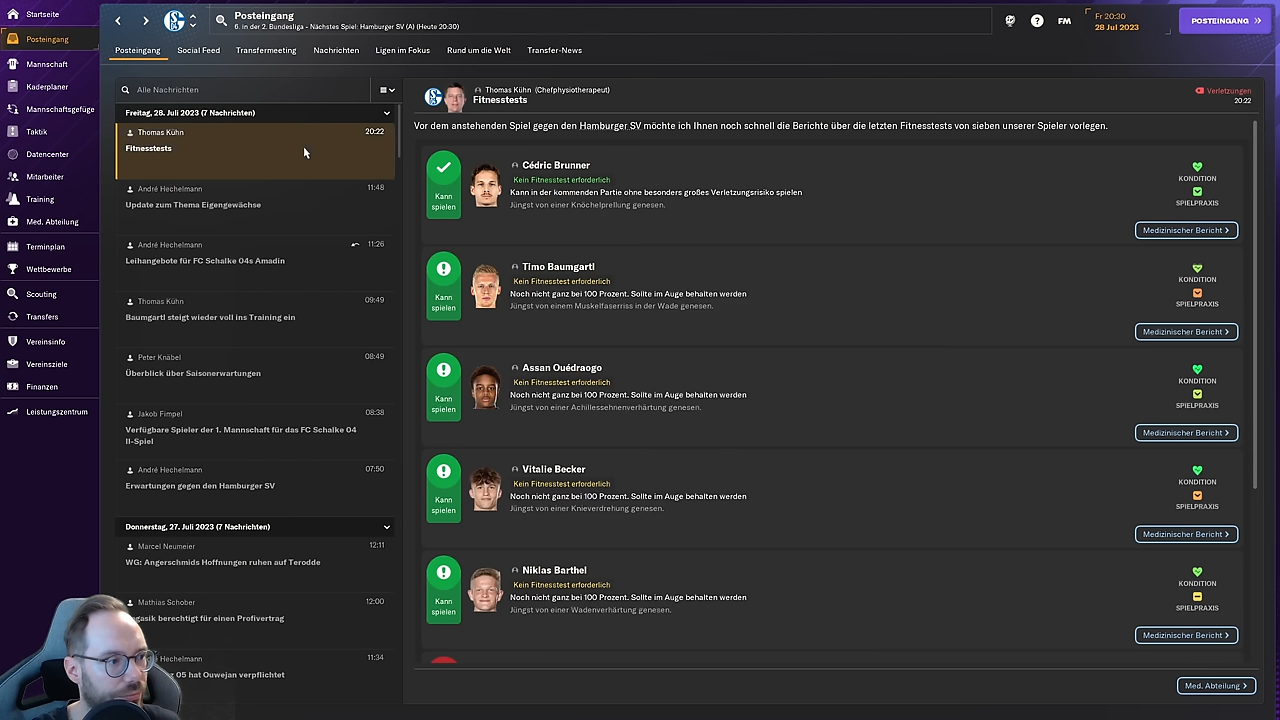 Startseite
Posteingang
Mannschaft
Kaderplaner
Mannschaftsgefüge
Taktik
Datencenter
Mitarbeiter
Training
Med. Abteilung
Terminplan
Wettbewerbe
Scouting
Transfers
Vereinsinfo
Vereinsziele
Finanzen
Leistungszentrum
Posteingang
6. in der 2. Bundesliga - Nächstes Spiel: Hamburger SV (A) (Heute 20:30)
FM
Fr 20:30
28 Jul 2023
POSTEINGANG
Posteingang Social Feed Transfermeeting Nachrichten Ligen im Fokus Rund um die Welt Transfer-News
Alle Nachrichten
Freitag, 28. Juli 2023 (7 Nachrichten)
Thomas Kühn 20:22
Fitnesstests
André Hechelmann 11:48
Update zum Thema Eigengewächse
André Hechelmann 11:26
Leihangebote für FC Schalke 04s Amadin
Thomas Kühn 09:49
Baumgartl steigt wieder voll ins Training ein
Peter Knäbel 08:49
Überblick über Saisonerwartungen
Jakob Fimpel 08:38
Verfügbare Spieler der 1. Mannschaft für das FC Schalke 04
II-Spiel
André Hechelmann 07:50
Erwartungen gegen den Hamburger SV
Donnerstag, 27. Juli 2023 (7 Nachrichten)
Marcel Neumeier 12:11
WG: Angerschmids Hoffnungen ruhen auf Terodde
Mathias Schober 12:00
berechtigt für einen Profivertrag
Hechelmann 11:34
05 hat Ouwejan verpflichtet
Thomas Kühn (Chefphysiotherapeut)
Fitnesstests
Verletzungen
20:22
Vor dem anstehenden Spiel gegen den Hamburger SV möchte ich Ihnen noch schnell die Berichte über die letzten Fitnesstests von sieben unserer Spieler vorlegen.
Kann
spielen
Cédric Brunner
Kein Fitnesstest erforderlich
Kann in der kommenden Partie ohne besonders großes Verletzungsrisiko spielen
Jüngst von einer Knöchelprellung genesen.
KONDITION
SPIELPRAXIS
Medizinischer Bericht
Kann
spielen
Timo Baumgartl
Kein Fitnesstest erforderlich
Noch nicht ganz bei 100 Prozent. Sollte im Auge behalten werden
Jüngst von einem Muskelfaserriss in der Wade genesen.
KONDITION
SPIELPRAXIS
Medizinischer Bericht
Kann
spielen
Assan Ouédraogo
Kein Fitnesstest erforderlich
Noch nicht ganz bei 100 Prozent. Sollte im Auge behalten werden
Jüngst von einer Achillessehnenverhärtung genesen.
KONDITION
SPIELPRAXIS
Medizinischer Bericht
Kann
spielen
Vitalie Becker
Kein Fitnesstest erforderlich
Noch nicht ganz bei 100 Prozent. Sollte im Auge behalten werden
Jüngst von einer Knieverdrehung genesen.
KONDITION
SPIELPRAXIS
Medizinischer Bericht
Kann
spielen
Niklas Barthel
Kein Fitnesstest erforderlich
Noch nicht ganz bei 100 Prozent. Sollte im Auge behalten werden
Jüngst von einer Wadenverhärtung genesen.
KONDITION
SPIELPRAXIS
Medizinischer Bericht
Med. Abteilung